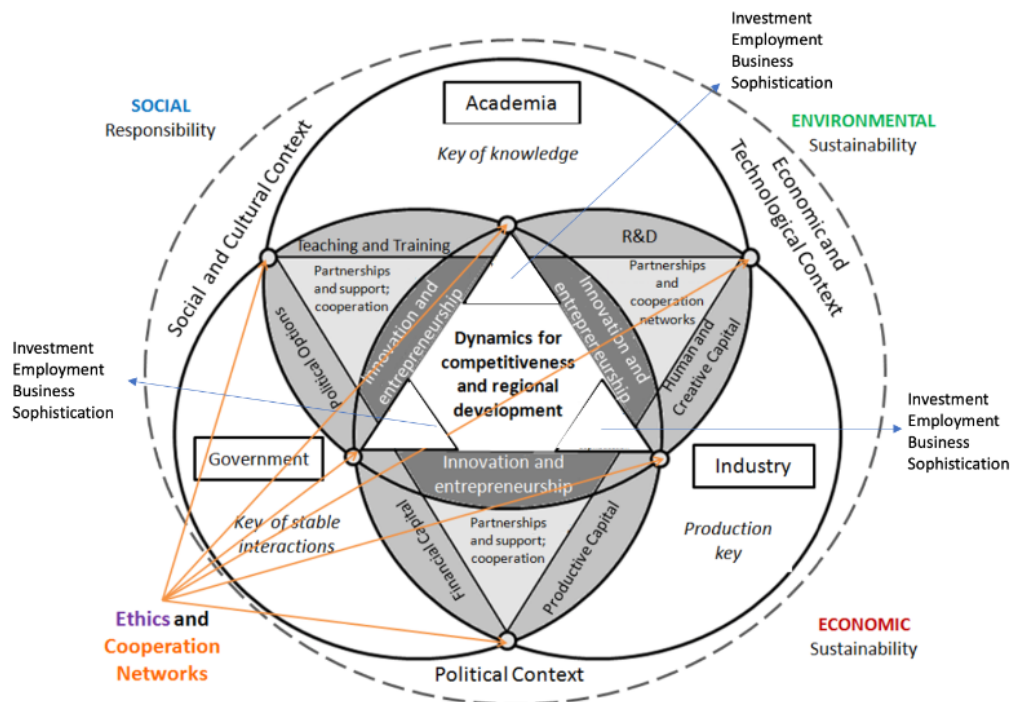 Investment
Employment
Business
Sophistication
SOCIAL
Responsibility
Academia
Key of knowledge
ENVIRONMENTAL
Sustainability
Social and Cultural Context
Economic and
Technological Context
Teaching and Training
R&D
Partnerships
and support;
cooperation
Partnerships
and
cooperation
networks
Political Options
Innovation and
entrepreneurship
Innovation and
entrepreneurship
Human and
Creative Capital
Dynamics for
competitiveness
and regional
development
Investment
Employment
Business
Sophistication
Investment
Employment
Business
Sophistication
Government
Industry
Innovation and
entrepreneurship
Key of stable
interactions
Production
key
Financial Capital
Partnerships
and support;
cooperation
Productive Capital
Ethics and
Cooperation
Networks
ECONOMIC
Sustainability
Political Context